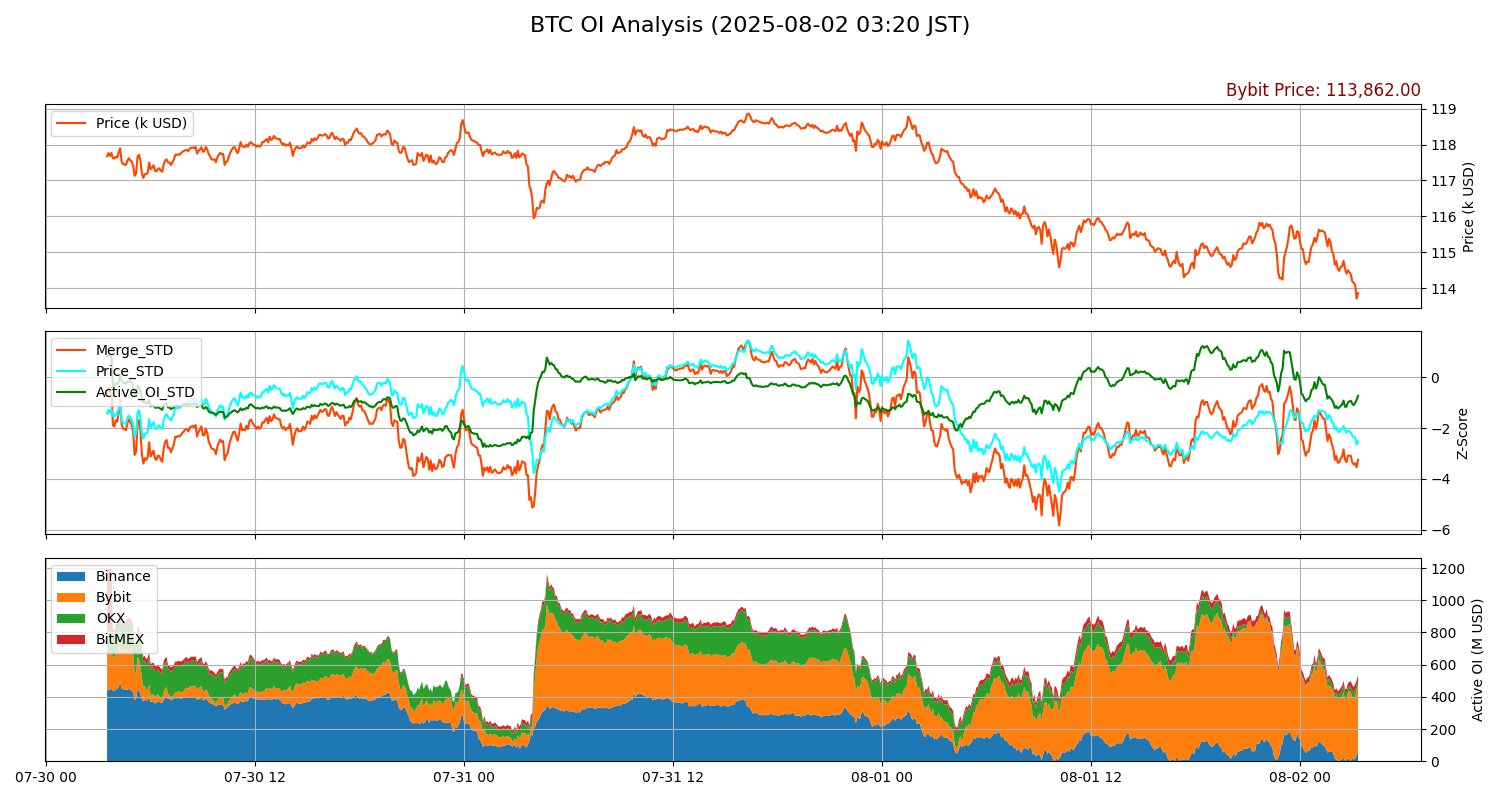 BTC OI Analysis (2025-08-02 03:20 JST)
Bybit Price: 113,862.00
Price (k USD)
119
118
117
116
115
114
Price (k USD)
Merge_STD
Price_STD
Active_OI_STD
0
−2
−4
−6
Z-Score
Binance
Bybit
OKX
BitMEX
1200
1000
800
600
400
200
0
Active OI (M USD)
07-30 00
07-30 12
07-31 00
07-31 12
08-01 00
08-01 12
08-02 00